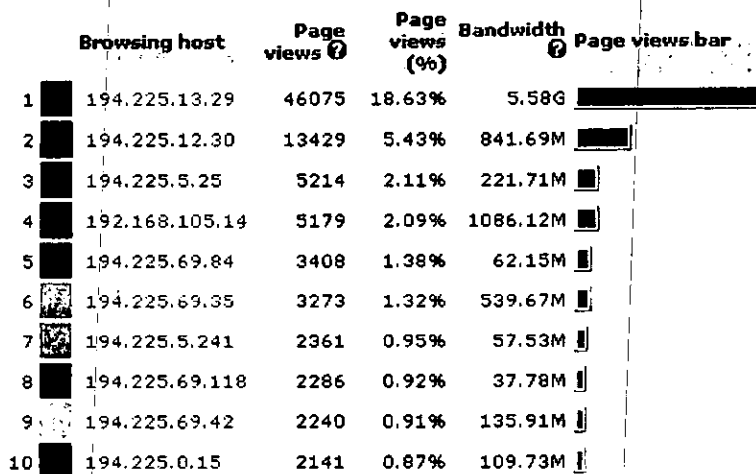 Browsing host Page views ? Page views (%) Bandwidth ? Page views bar
1 194.225.13.29 46075 18.63% 5.58G
2 194.225.12.30 13429 5.43% 841.69M
3 194.225.5.25 5214 2.11% 221.71M
4 192.168.105.14 5179 2.09% 1086.12M
5 194.225.69.84 3408 1.38% 62.15M
6 194.225.69.35 3273 1.32% 539.67M
7 194.225.5.241 2361 0.95% 57.53M
8 194.225.69.118 2286 0.92% 37.78M
9 194.225.69.42 2240 0.91% 135.91M
10 194.225.0.15 2141 0.87% 109.73M